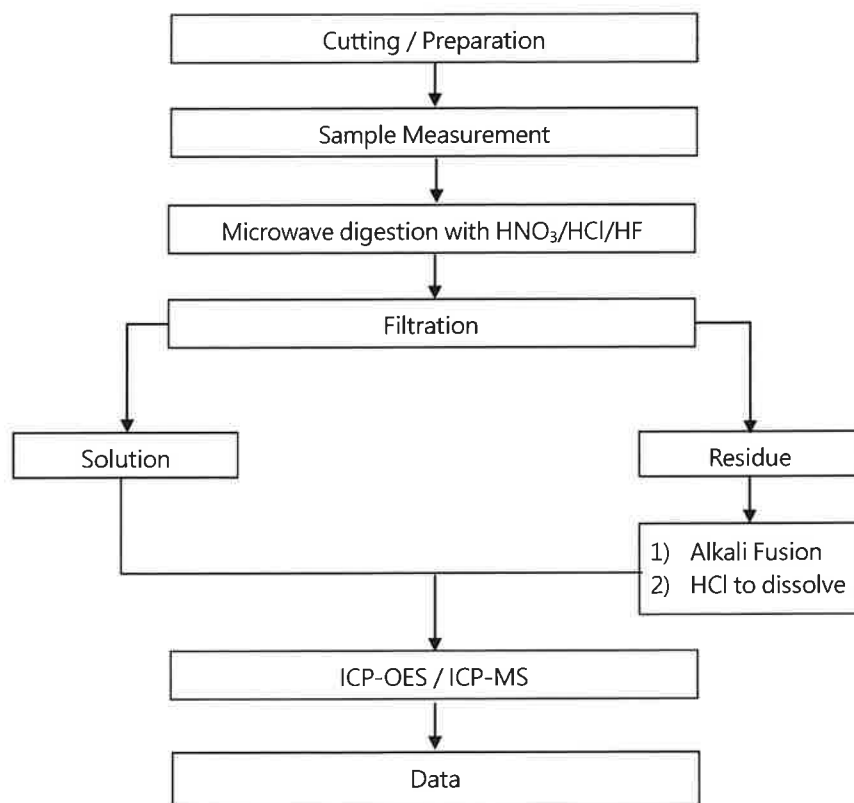 Cutting / Preparation
Sample Measurement
Microwave digestion with HNO₃/HCl/HF
Filtration
Solution
Residue
1) Alkali Fusion
2) HCl to dissolve
ICP-OES / ICP-MS
Data